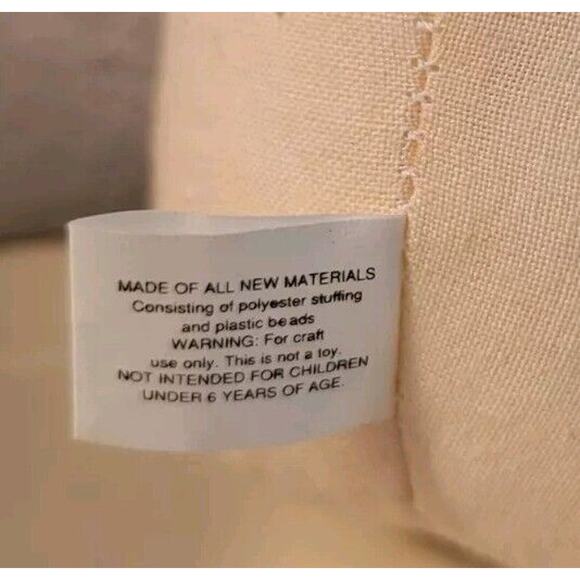 MADE OF ALL NEW MATERIALS
Consisting of polyester stuffing
and plastic beads
WARNING: For craft
use only. This is not a toy.
NOT INTENDED FOR CHILDREN
UNDER 6 YEARS OF AGE.